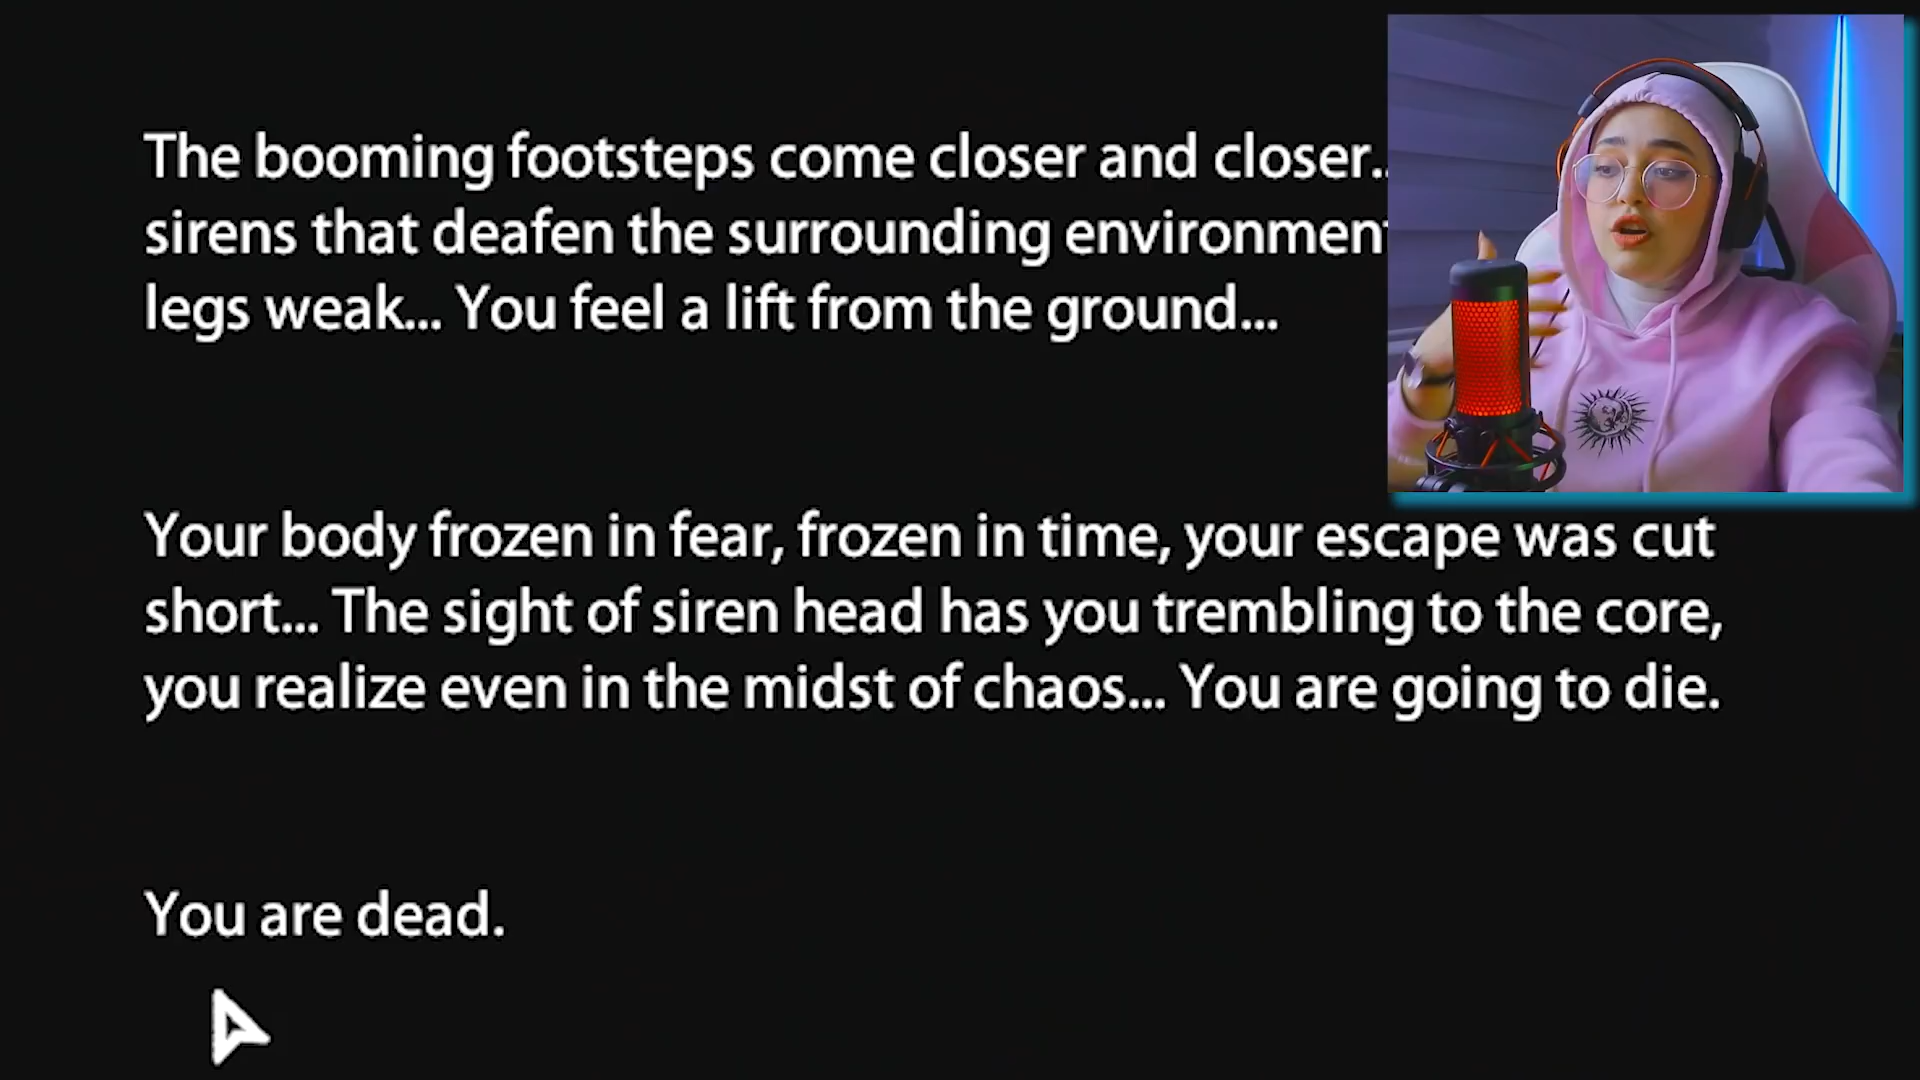 The booming footsteps come closer and closer..
sirens that deafen the surrounding environment
legs weak... You feel a lift from the ground...
Your body frozen in fear, frozen in time, your escape was cut
short... The sight of siren head has you trembling to the core,
you realize even in the midst of chaos... You are going to die.
You are dead.